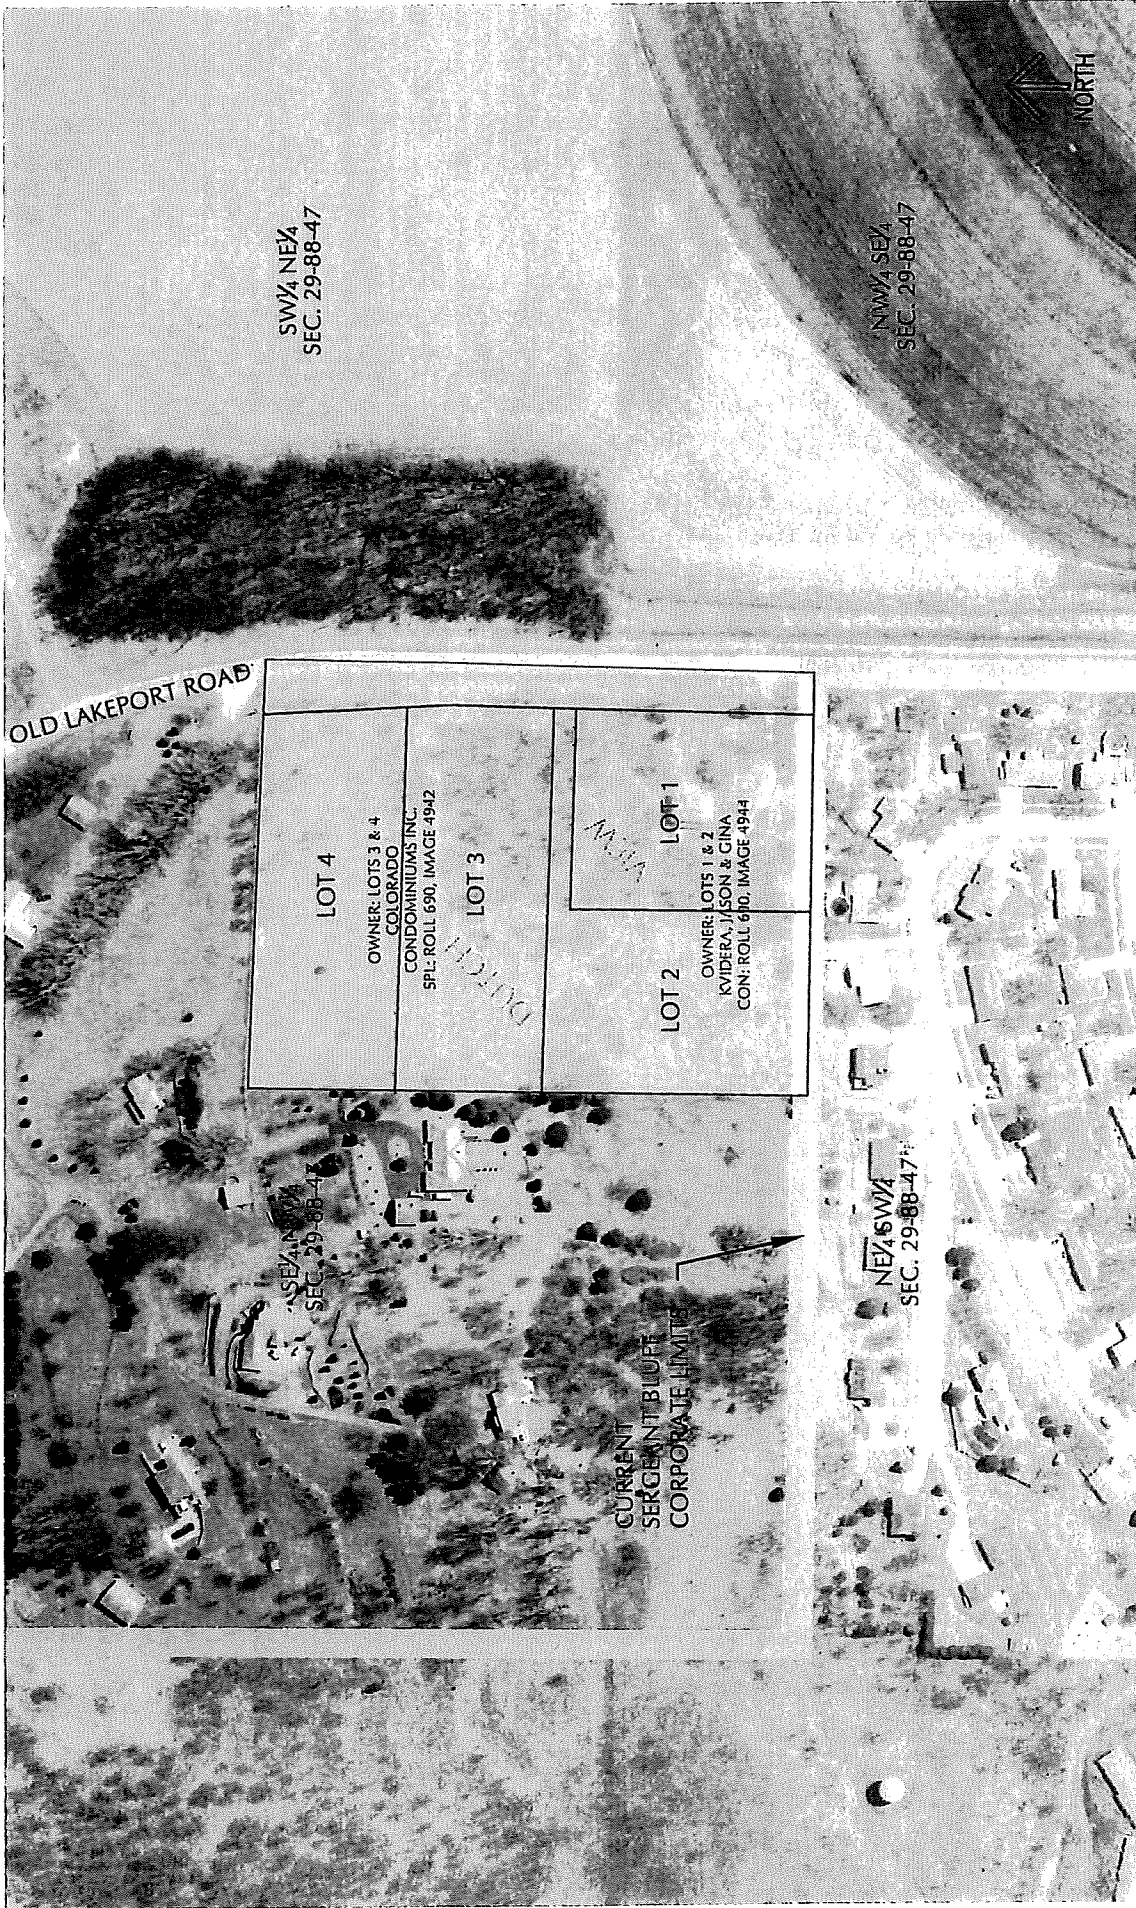 OLD LAKEPORT ROAD
SW¼ NE¼
SEC. 29-88-47
NORTH
NW¼ SE¼
SEC. 29-88-47
LOT 4
OWNER: LOTS 3 & 4
COLORADO
CONDOMINIUMS INC.
SPL: ROLL 690, IMAGE 4942
LOT 3
DUTCH
VIEW
LOT 1
LOT 2
OWNER: LOTS 1 & 2
KVIDERA, JASON & GINA
CON: ROLL 690, IMAGE 4944
SE¼ NW¼
SEC. 29-88-47
NE¼ SW¼
SEC. 29-88-47
CURRENT
SERGEANT BLUFF
CORPORATE LIMITS